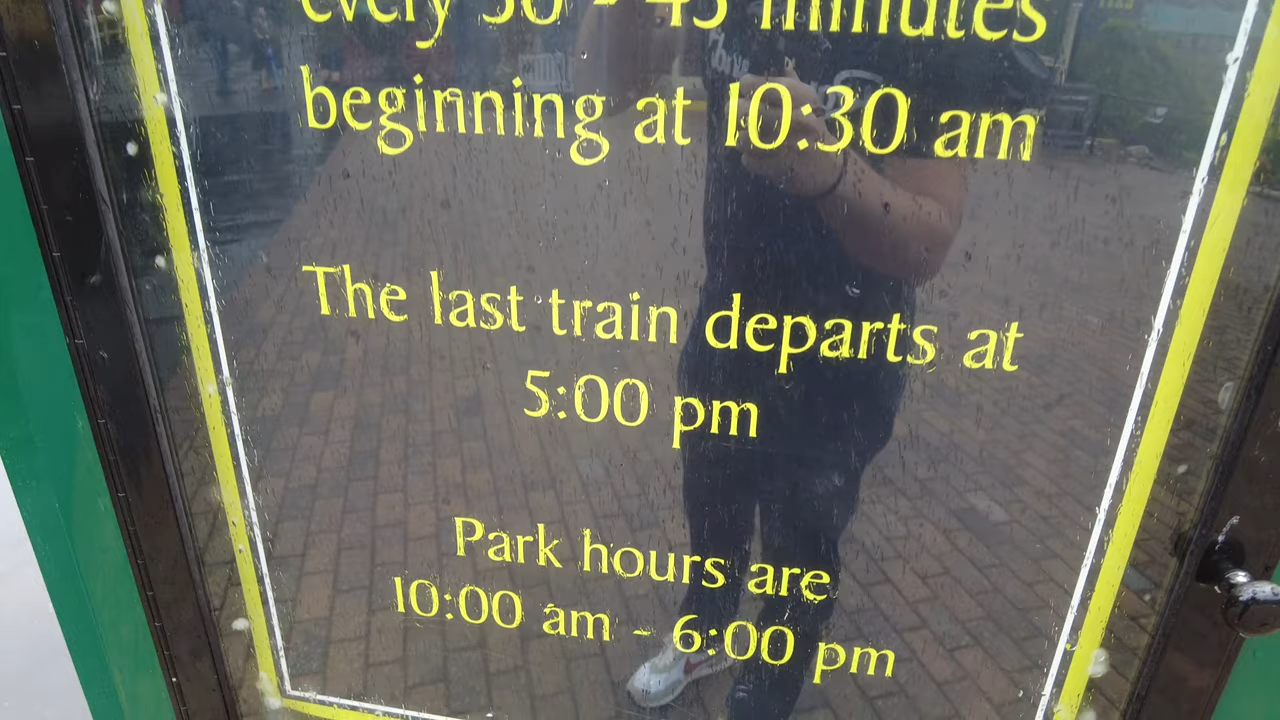 every 30 - 45 minutes
beginning at 10:30 am
The last train departs at
5:00 pm
Park hours are
10:00 am - 6:00 pm